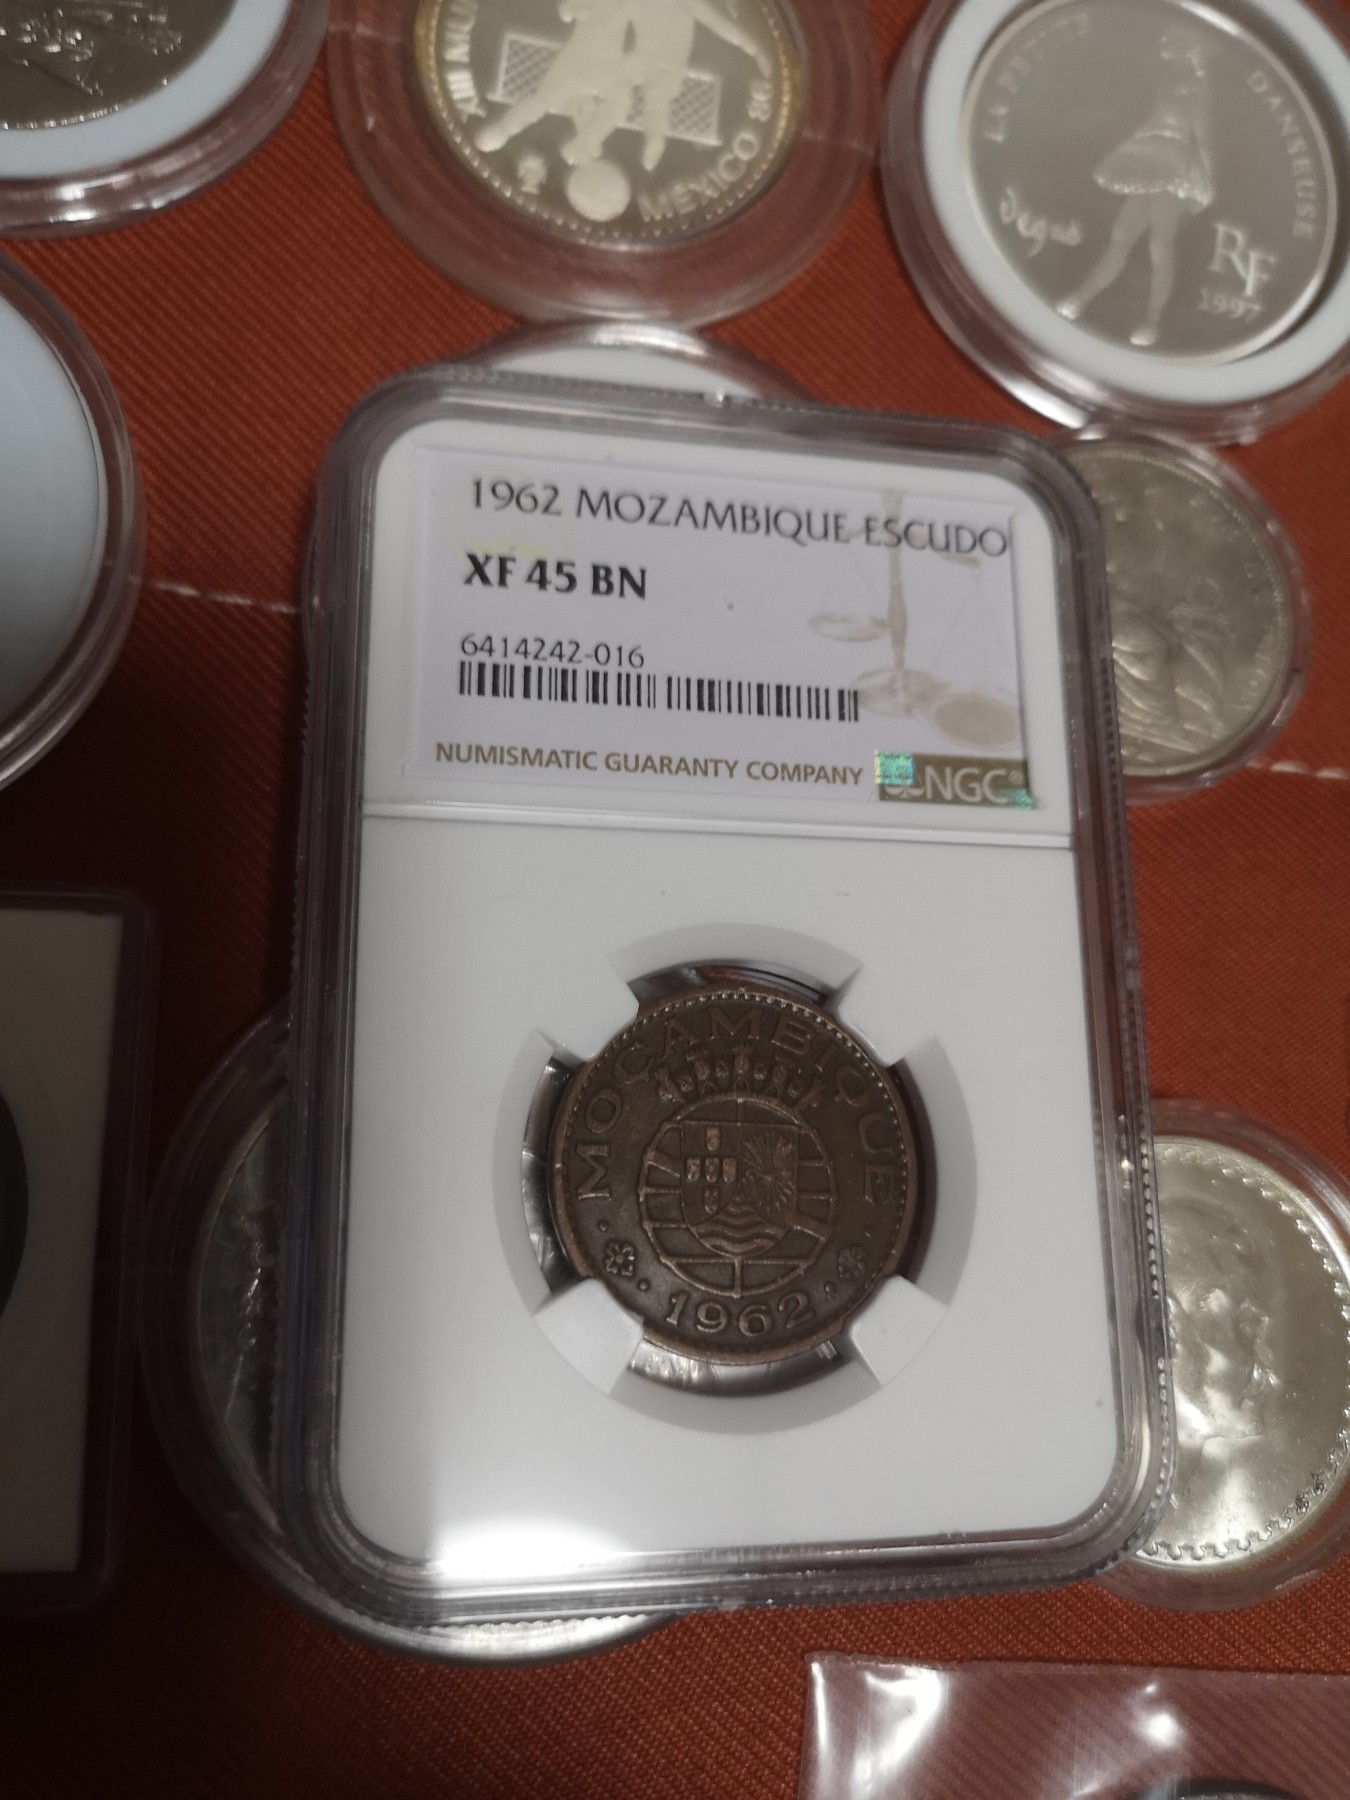 MEXICO
LA PETITE DANSEUSE
Degas
RF
1997
1962 MOZAMBIQUE ESCUDO
XF 45 BN
6414242-016
NUMISMATIC GUARANTY COMPANY
NGC®
MOÇAMBIQUE
1962